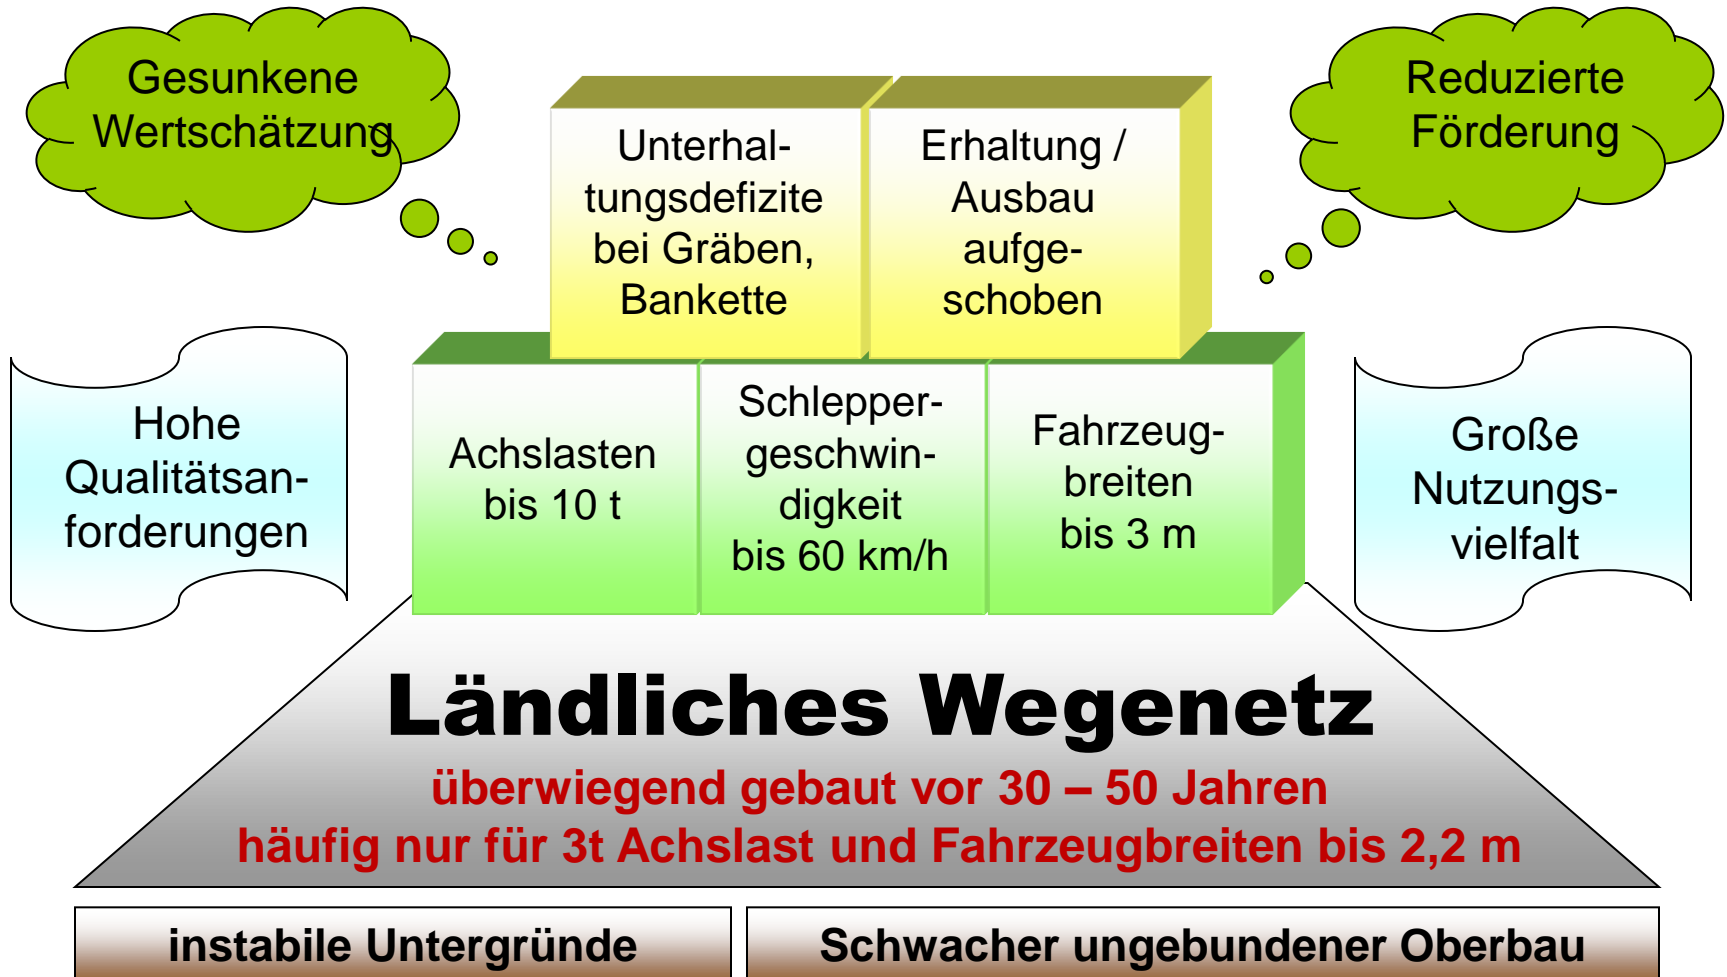 Gesunkene
Wertschätzung
Reduzierte
Förderung
Unterhal-
tungsdefizite
bei Gräben,
Bankette
Erhaltung /
Ausbau
aufge-
schoben
Hohe
Qualitätsan-
forderungen
Achslasten
bis 10 t
Schlepper-
geschwin-
digkeit
bis 60 km/h
Fahrzeug-
breiten
bis 3 m
Große
Nutzungs-
vielfalt
Ländliches Wegenetz
überwiegend gebaut vor 30 – 50 Jahren
häufig nur für 3t Achslast und Fahrzeugbreiten bis 2,2 m
instabile Untergründe
Schwacher ungebundener Oberbau